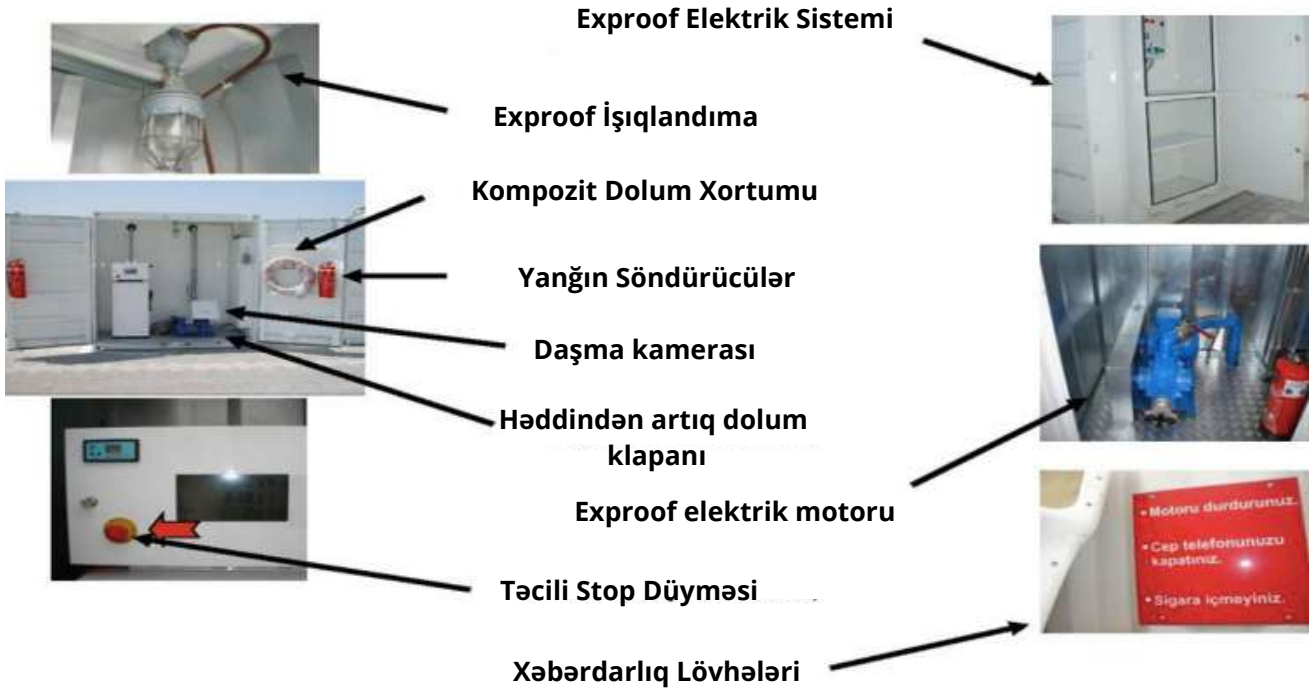 Exproof Elektrik Sistemi
Exproof İşıqlandıma
Kompozit Dolum Xortumu
Yanğın Söndürücülər
Daşma kamerası
Həddindən artıq dolum
klapanı
Exproof elektrik motoru
Təcili Stop Düyməsi
Xəbərdarlıq Lövhələri
• Motoru durdurunuz.
• Cep telefonunuzu
kapatınız.
• Sigara içmeyiniz.